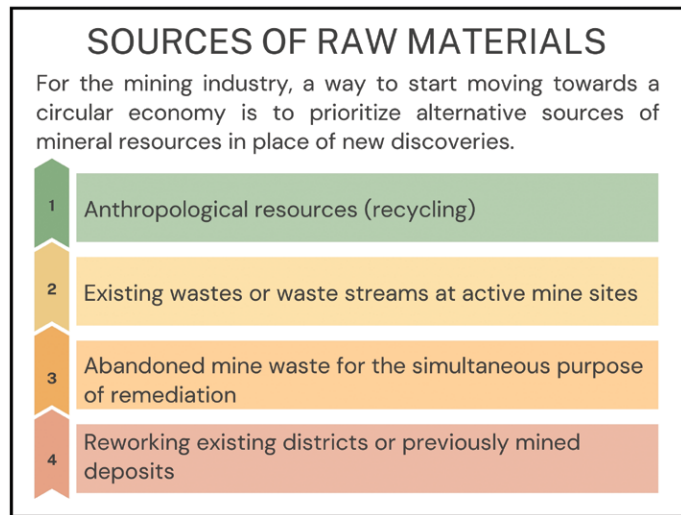 SOURCES OF RAW MATERIALS
For the mining industry, a way to start moving towards a
circular economy is to prioritize alternative sources of
mineral resources in place of new discoveries.
1 Anthropological resources (recycling)
2 Existing wastes or waste streams at active mine sites
3 Abandoned mine waste for the simultaneous purpose
of remediation
4 Reworking existing districts or previously mined
deposits